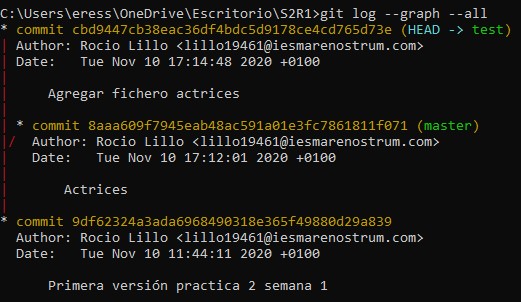 C:\Users\eress\OneDrive\Escritorio\S2R1>git log --graph --all
* commit cbd9447cb38eac36df4bdc5d9178ce4cd765d73e (HEAD -> test)
| Author: Rocio Lillo <lillo19461@iesmarenostrum.com>
| Date:   Tue Nov 10 17:14:48 2020 +0100
|
|     Agregar fichero actrices
|
| * commit 8aaa609f7945eab48ac591a01e3fc7861811f071 (master)
|/  Author: Rocio Lillo <lillo19461@iesmarenostrum.com>
|   Date:   Tue Nov 10 17:12:01 2020 +0100
|
|       Actrices
|
* commit 9df62324a3ada6968490318e365f49880d29a839
  Author: Rocio Lillo <lillo19461@iesmarenostrum.com>
  Date:   Tue Nov 10 11:44:11 2020 +0100

      Primera versión practica 2 semana 1